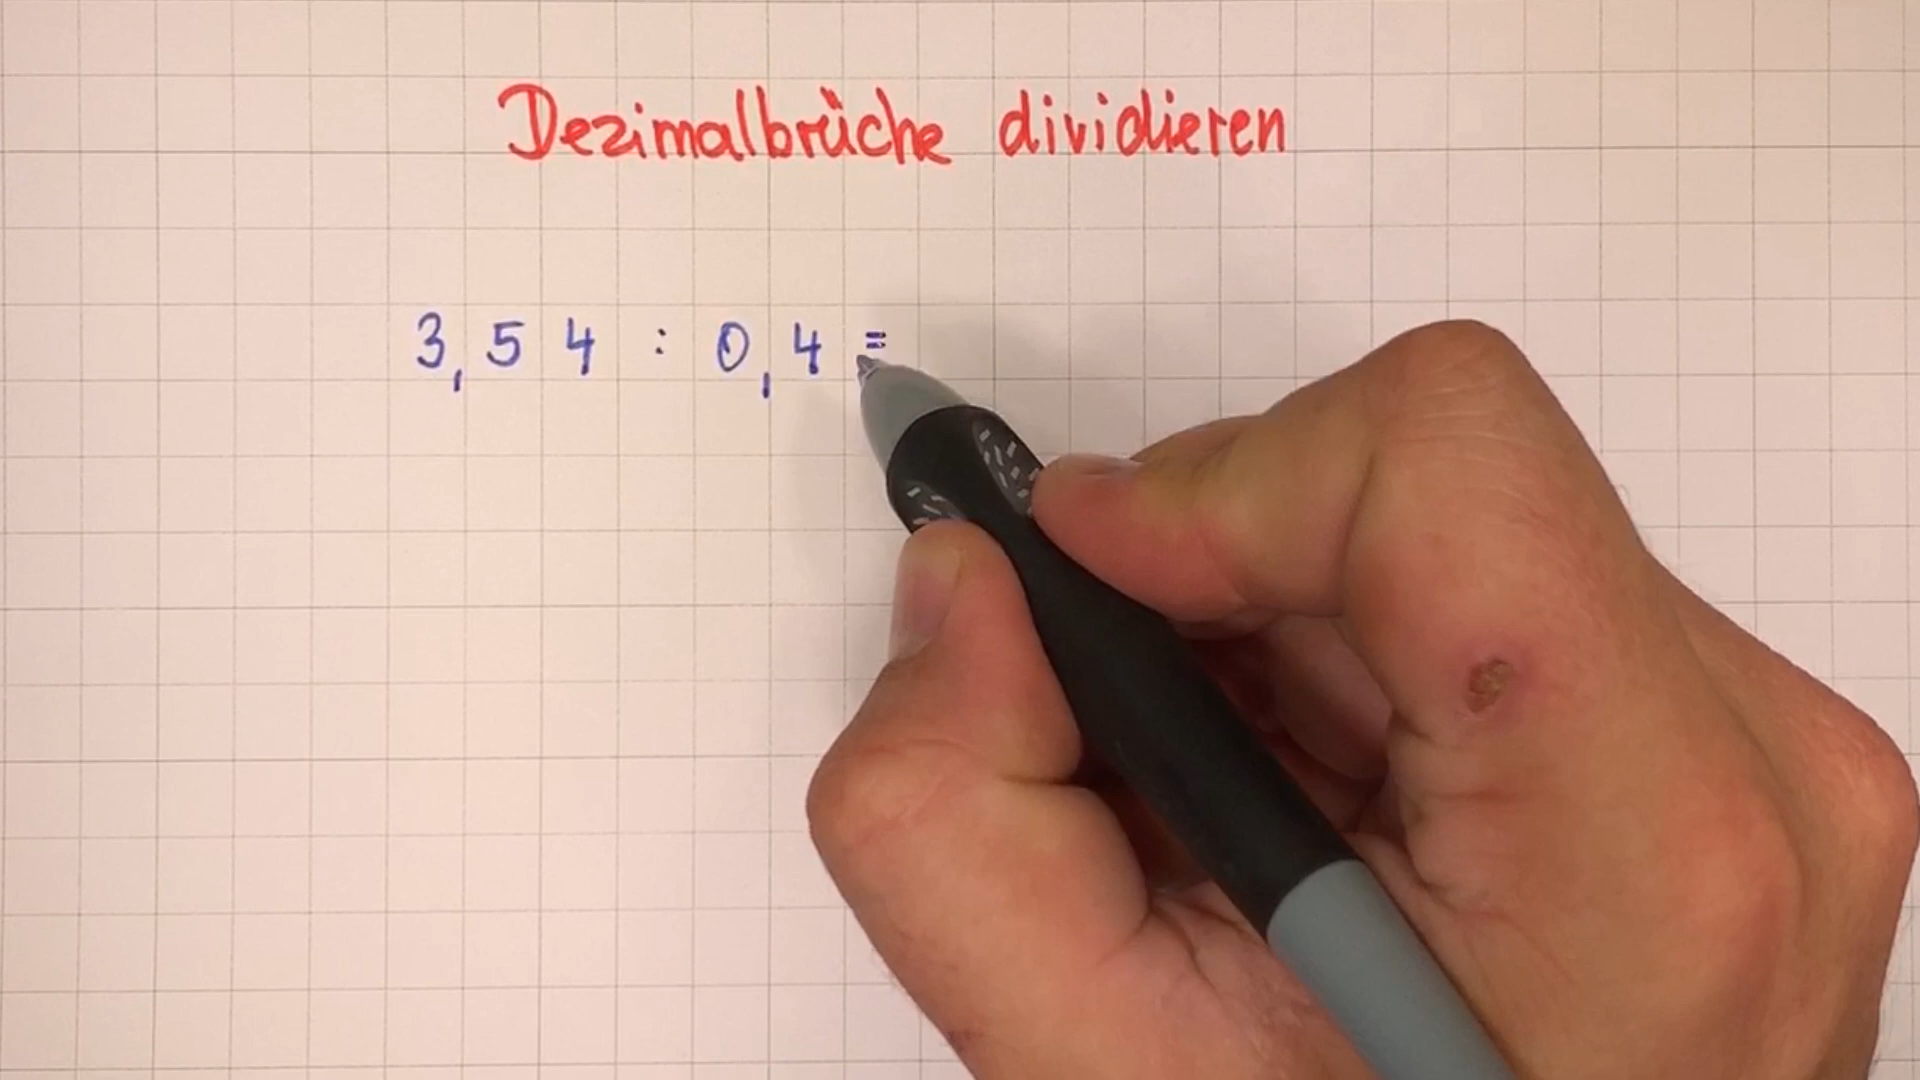 Dezimalbrüche dividieren
3,54 : 0,4 =